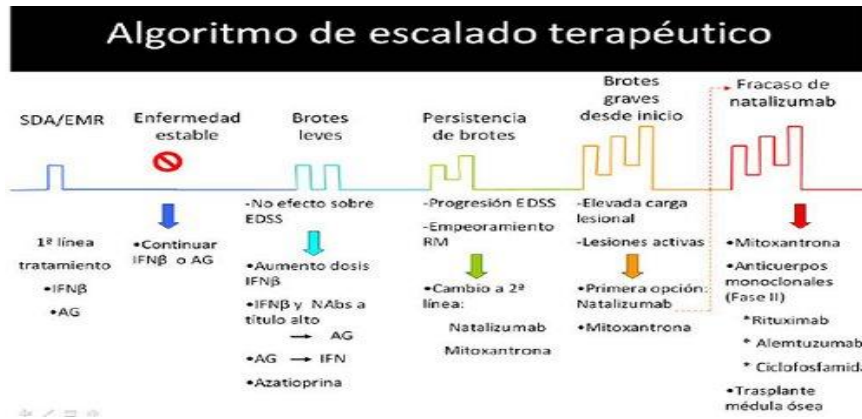 Algoritmo de escalado terapéutico
SDA/EMR
1ª línea
tratamiento
•IFNβ
•AG
Enfermedad
estable
•Continuar
IFNβ o AG
Brotes
leves
-No efecto sobre
EDSS
•Aumento dosis
IFNβ
•IFNβ y NAbs a
título alto
→ AG
•AG → IFN
•Azatioprina
Persistencia
de brotes
-Progresión EDSS
-Empeoramiento
RM
•Cambio a 2ª
línea:
Natalizumab
Mitoxantrona
Brotes
graves
desde inicio
-Elevada carga
lesional
-Lesiones activas
•Primera opción:
Natalizumab
•Mitoxantrona
Fracaso de
natalizumab
•Mitoxantrona
•Anticuerpos
monoclonales
(Fase II)
* Rituximab
* Alemtuzumab
* Ciclofosfamida
•Trasplante
médula ósea